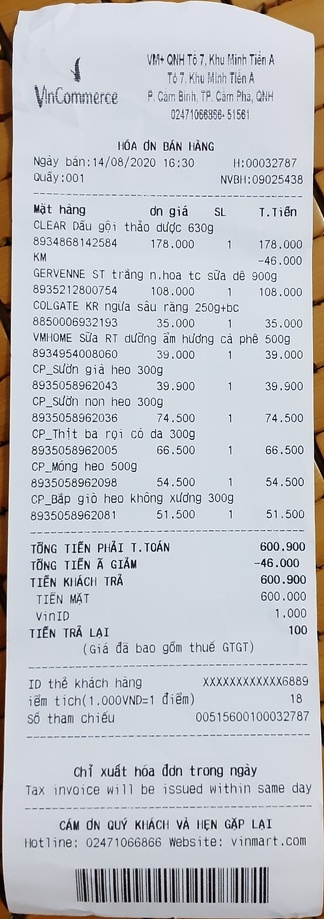 VinCommerce
VM+ QNH Tổ 7, Khu Minh Tiến A
Tổ 7, Khu Minh Tiến A
P. Cẩm Bình, TP. Cẩm Phả, QNH
02471066866- 51561
HÓA ƠN BÁN HÀNG
Ngày bán:14/08/2020 16:30 H:00032787
Quầy:001 NVBH:09025438
Mặt hàng ơn giá SL T.Tiền
CLEAR Dầu gội thảo dược 630g
8934868142584 178.000 1 178.000
KM -46.000
GERVENNE ST trắng n.hoa tc sữa dê 900g
8935212800754 108.000 1 108.000
COLGATE KR ngừa sâu răng 250g+bc
8850006932193 35.000 1 35.000
VMHOME Sữa RT dưỡng ẩm hương cà phê 500g
8934954008060 39.000 1 39.000
CP_Sườn già heo 300g
8935058962043 39.900 1 39.900
CP_Sườn non heo 300g
8935058962036 74.500 1 74.500
CP_Thịt ba rọi có da 300g
8935058962005 66.500 1 66.500
CP_Móng heo 500g
8935058962098 54.500 1 54.500
CP_Bắp giò heo không xương 300g
8935058962081 51.500 1 51.500
TỔNG TIỀN PHẢI T.TOÁN 600.900
TỔNG TIỀN Ã GIẢM -46.000
TIỀN KHÁCH TRẢ 600.900
TIỀN MẶT 600.000
VinID 1.000
TIỀN TRẢ LẠI 100
(Giá đã bao gồm thuế GTGT)
ID thẻ khách hàng XXXXXXXXXXXX6889
iểm tích(1.000VND=1 điểm) 18
Số tham chiếu 00515600100032787
Chỉ xuất hóa đơn trong ngày
Tax invoice will be issued within same day
CẢM ƠN QUÝ KHÁCH VÀ HẸN GẶP LẠI
Hotline: 02471066866 Website: vinmart.com